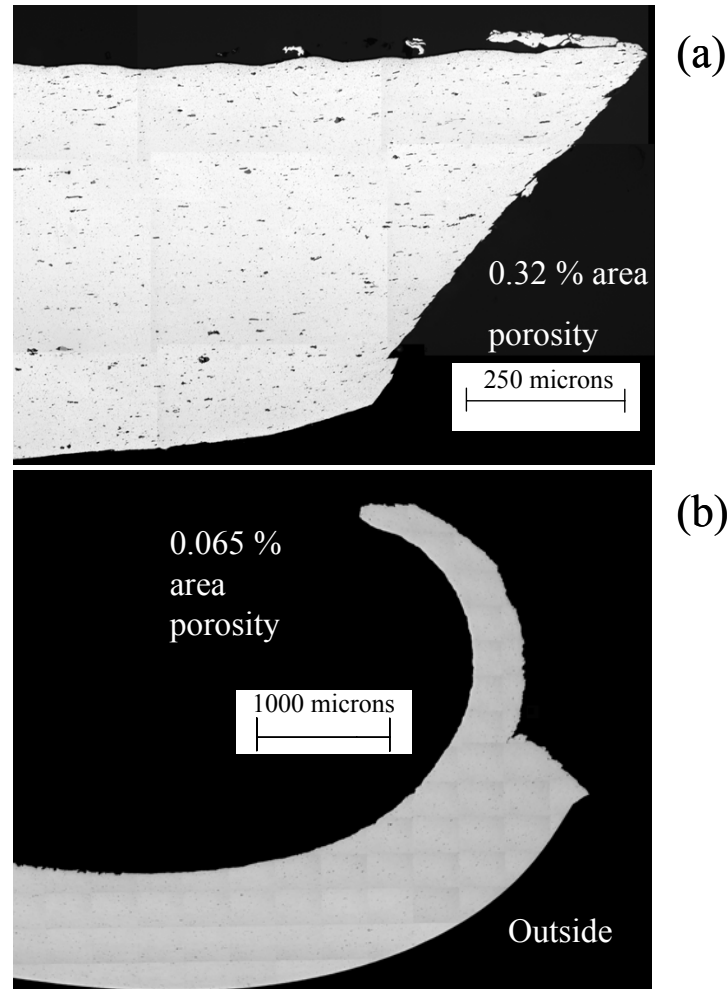 (a)
0.32 % area
porosity
250 microns
(b)
0.065 %
area
porosity
1000 microns
Outside